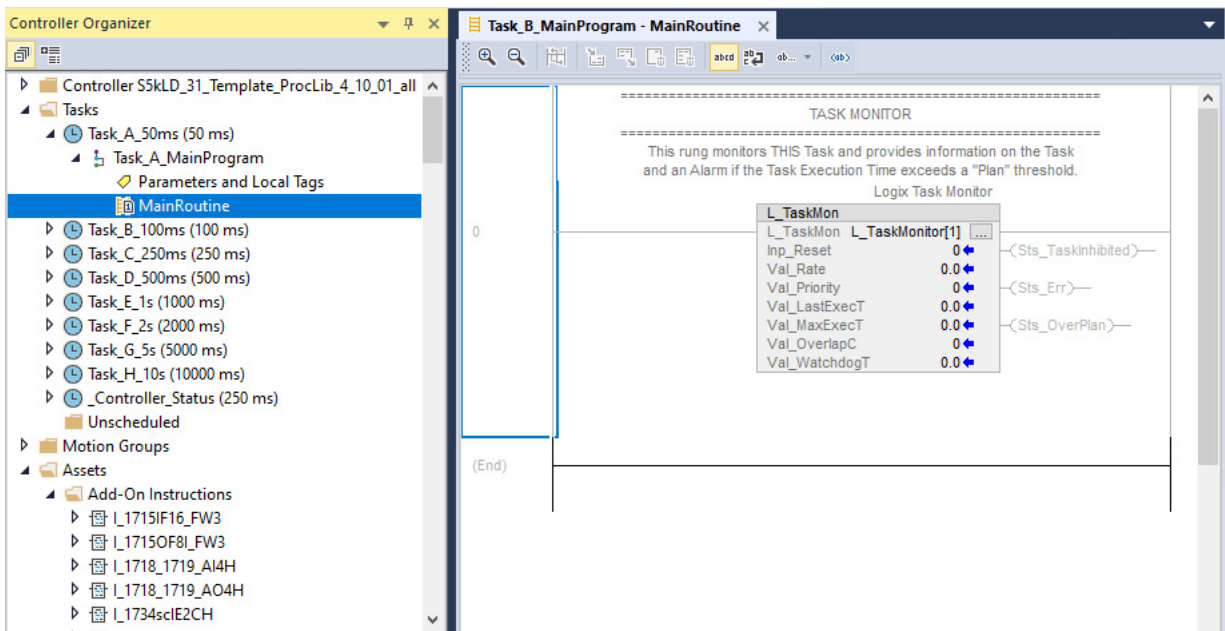 Controller Organizer
Controller S5kLD_31_Template_ProcLib_4_10_01_all
Tasks
Task_A_50ms (50 ms)
Task_A_MainProgram
Parameters and Local Tags
MainRoutine
Task_B_100ms (100 ms)
Task_C_250ms (250 ms)
Task_D_500ms (500 ms)
Task_E_1s (1000 ms)
Task_F_2s (2000 ms)
Task_G_5s (5000 ms)
Task_H_10s (10000 ms)
_Controller_Status (250 ms)
Unscheduled
Motion Groups
Assets
Add-On Instructions
I_1715IF16_FW3
I_1715OF8I_FW3
I_1718_1719_AI4H
I_1718_1719_AO4H
I_1734sclE2CH
Task_B_MainProgram - MainRoutine
abcd ab... <ab>
============================================================
TASK MONITOR
============================================================
This rung monitors THIS Task and provides information on the Task
and an Alarm if the Task Execution Time exceeds a "Plan" threshold.
Logix Task Monitor
L_TaskMon
0 L_TaskMon L_TaskMonitor[1] ...
Inp_Reset 0 (Sts_TaskInhibited)
Val_Rate 0.0
Val_Priority 0 (Sts_Err)
Val_LastExecT 0.0
Val_MaxExecT 0.0 (Sts_OverPlan)
Val_OverlapC 0
Val_WatchdogT 0.0
(End)